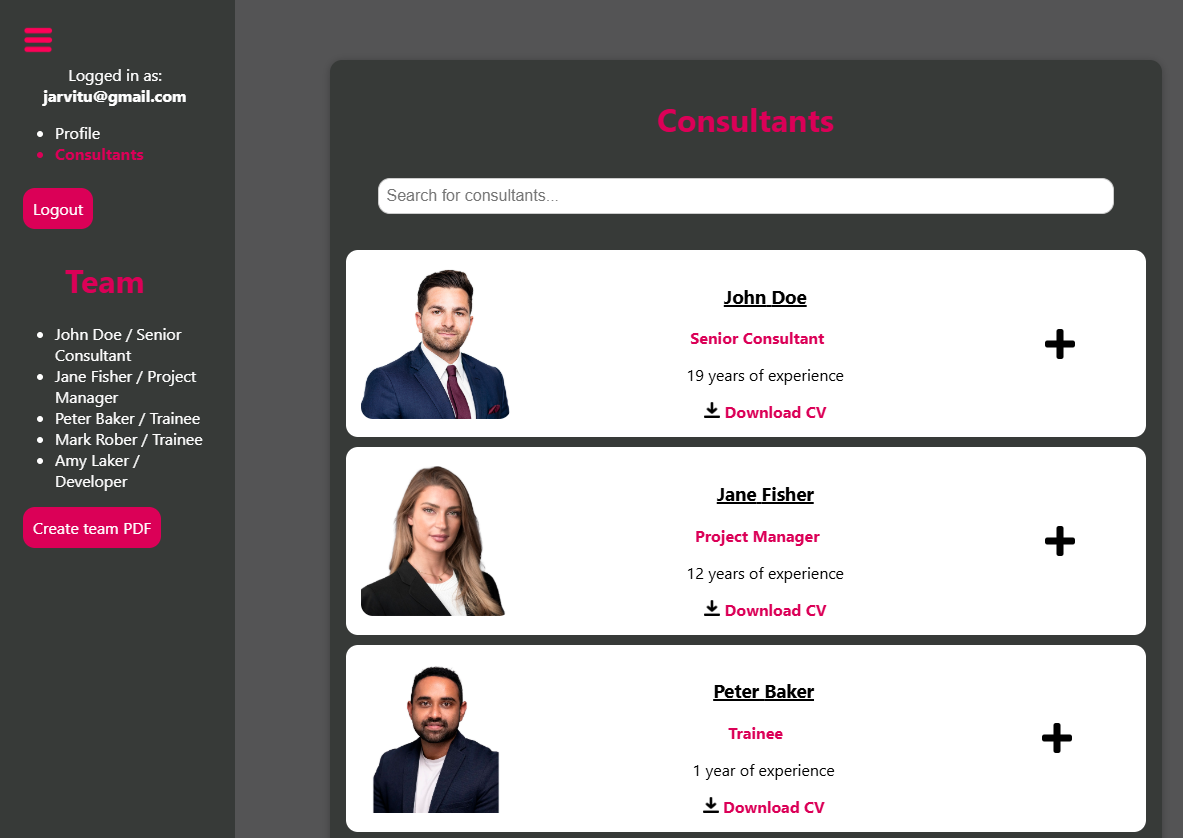 Logged in as:
jarvitu@gmail.com
Profile
Consultants
Logout
Team
John Doe / Senior
Consultant
Jane Fisher / Project
Manager
Peter Baker / Trainee
Mark Rober / Trainee
Amy Laker /
Developer
Create team PDF
Consultants
Search for consultants...
John Doe
Senior Consultant
19 years of experience
Download CV
Jane Fisher
Project Manager
12 years of experience
Download CV
Peter Baker
Trainee
1 year of experience
Download CV